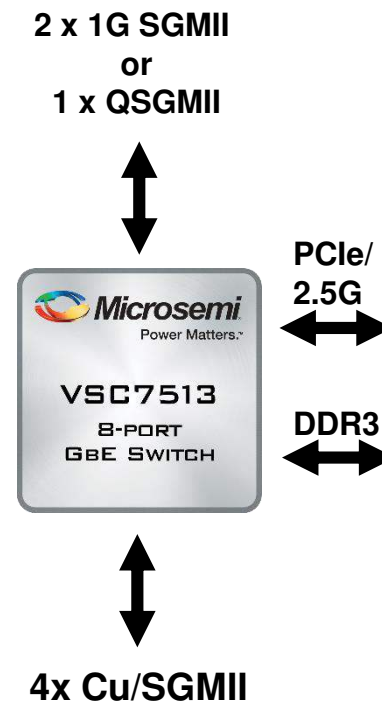 2 x 1G SGMII
or
1 x QSGMII
PCIe/
2.5G
Microsemi
Power Matters.™
VSC7513
8-PORT
GBE SWITCH
DDR3
4x Cu/SGMII